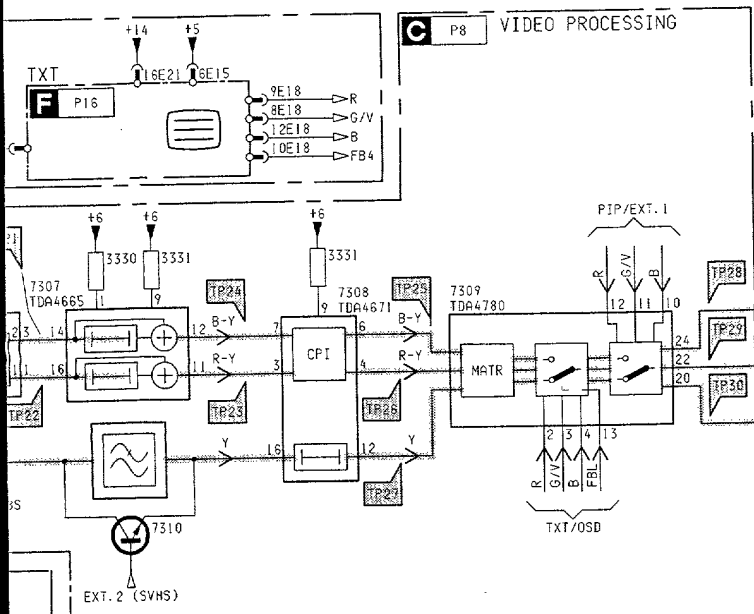 C P8 VIDEO PROCESSING
+14 +5
TXT 16E21 6E15
F P16
9E18 R
8E18 G/V
12E18 B
10E18 FB4
+6 +6 +6
3330 3331 3331
PIP/EXT.1
R G/V B
7307
TDA4665
1 9
7308
TDA4671
9
7309
TDA4780
12 11 10
TP24 TP25 TP28
3 14 12 B-Y 7 6 B-Y 24
TP29
CPI MATR
1 16 11 R-Y 3 4 R-Y 22
20
TP22 TP23 TP26 TP30
2 3 4 13
Y 16 12 Y
R G/V B FBL
TP27
TXT/OSD
7310
EXT.2 (SVHS)